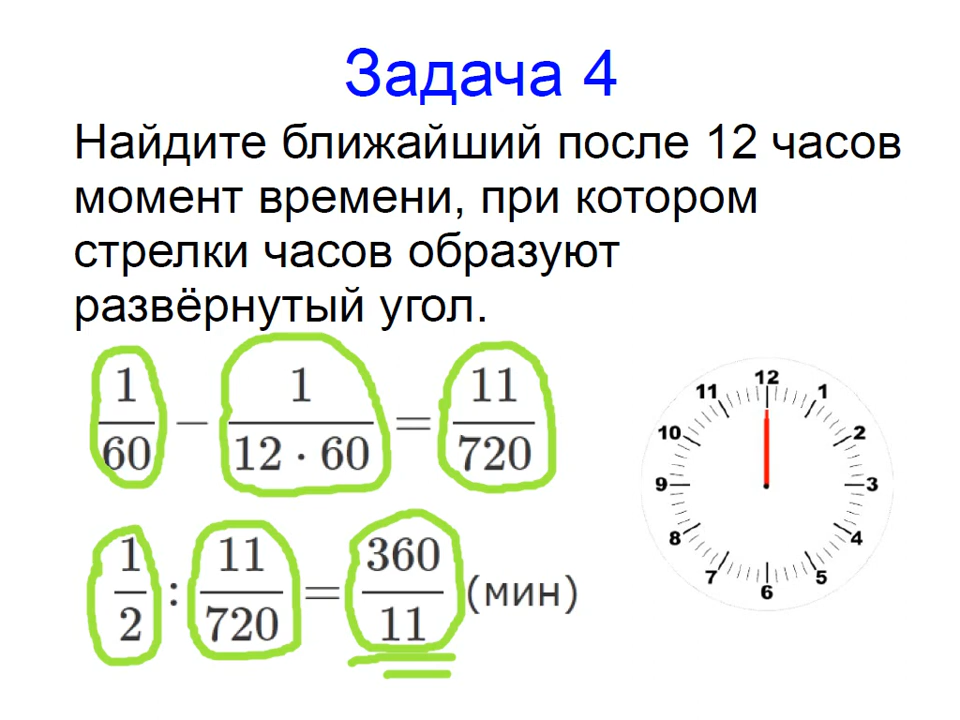 Задача 4
Найдите ближайший после 12 часов
момент времени, при котором
стрелки часов образуют
развёрнутый угол.
1/60 − 1/(12 · 60) = 11/720
1/2 : 11/720 = 360/11 (мин)
12
1
2
3
4
5
6
7
8
9
10
11